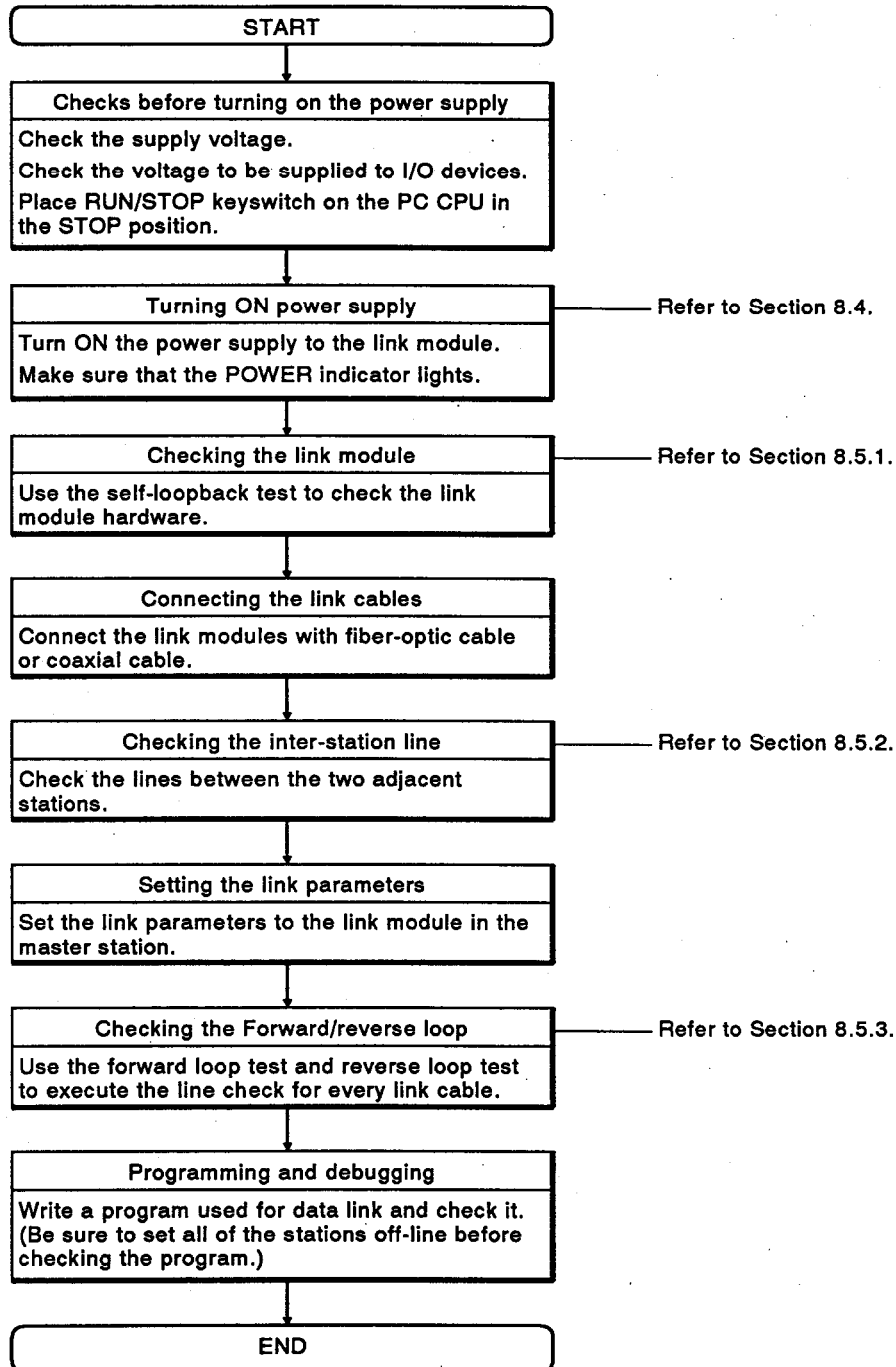 START
Checks before turning on the power supply
Check the supply voltage.
Check the voltage to be supplied to I/O devices.
Place RUN/STOP keyswitch on the PC CPU in
the STOP position.
Turning ON power supply
Refer to Section 8.4.
Turn ON the power supply to the link module.
Make sure that the POWER indicator lights.
Checking the link module
Refer to Section 8.5.1.
Use the self-loopback test to check the link
module hardware.
Connecting the link cables
Connect the link modules with fiber-optic cable
or coaxial cable.
Checking the inter-station line
Refer to Section 8.5.2.
Check the lines between the two adjacent
stations.
Setting the link parameters
Set the link parameters to the link module in the
master station.
Checking the Forward/reverse loop
Refer to Section 8.5.3.
Use the forward loop test and reverse loop test
to execute the line check for every link cable.
Programming and debugging
Write a program used for data link and check it.
(Be sure to set all of the stations off-line before
checking the program.)
END